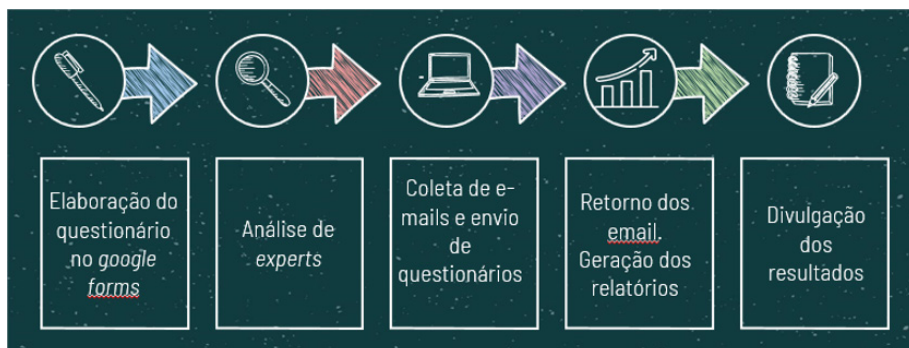 Elaboração do
questionário
no google
forms
Análise de
experts
Coleta de e-
mails e envio
de
questionários
Retorno dos
email.
Geração dos
relatórios
Divulgação
dos
resultados